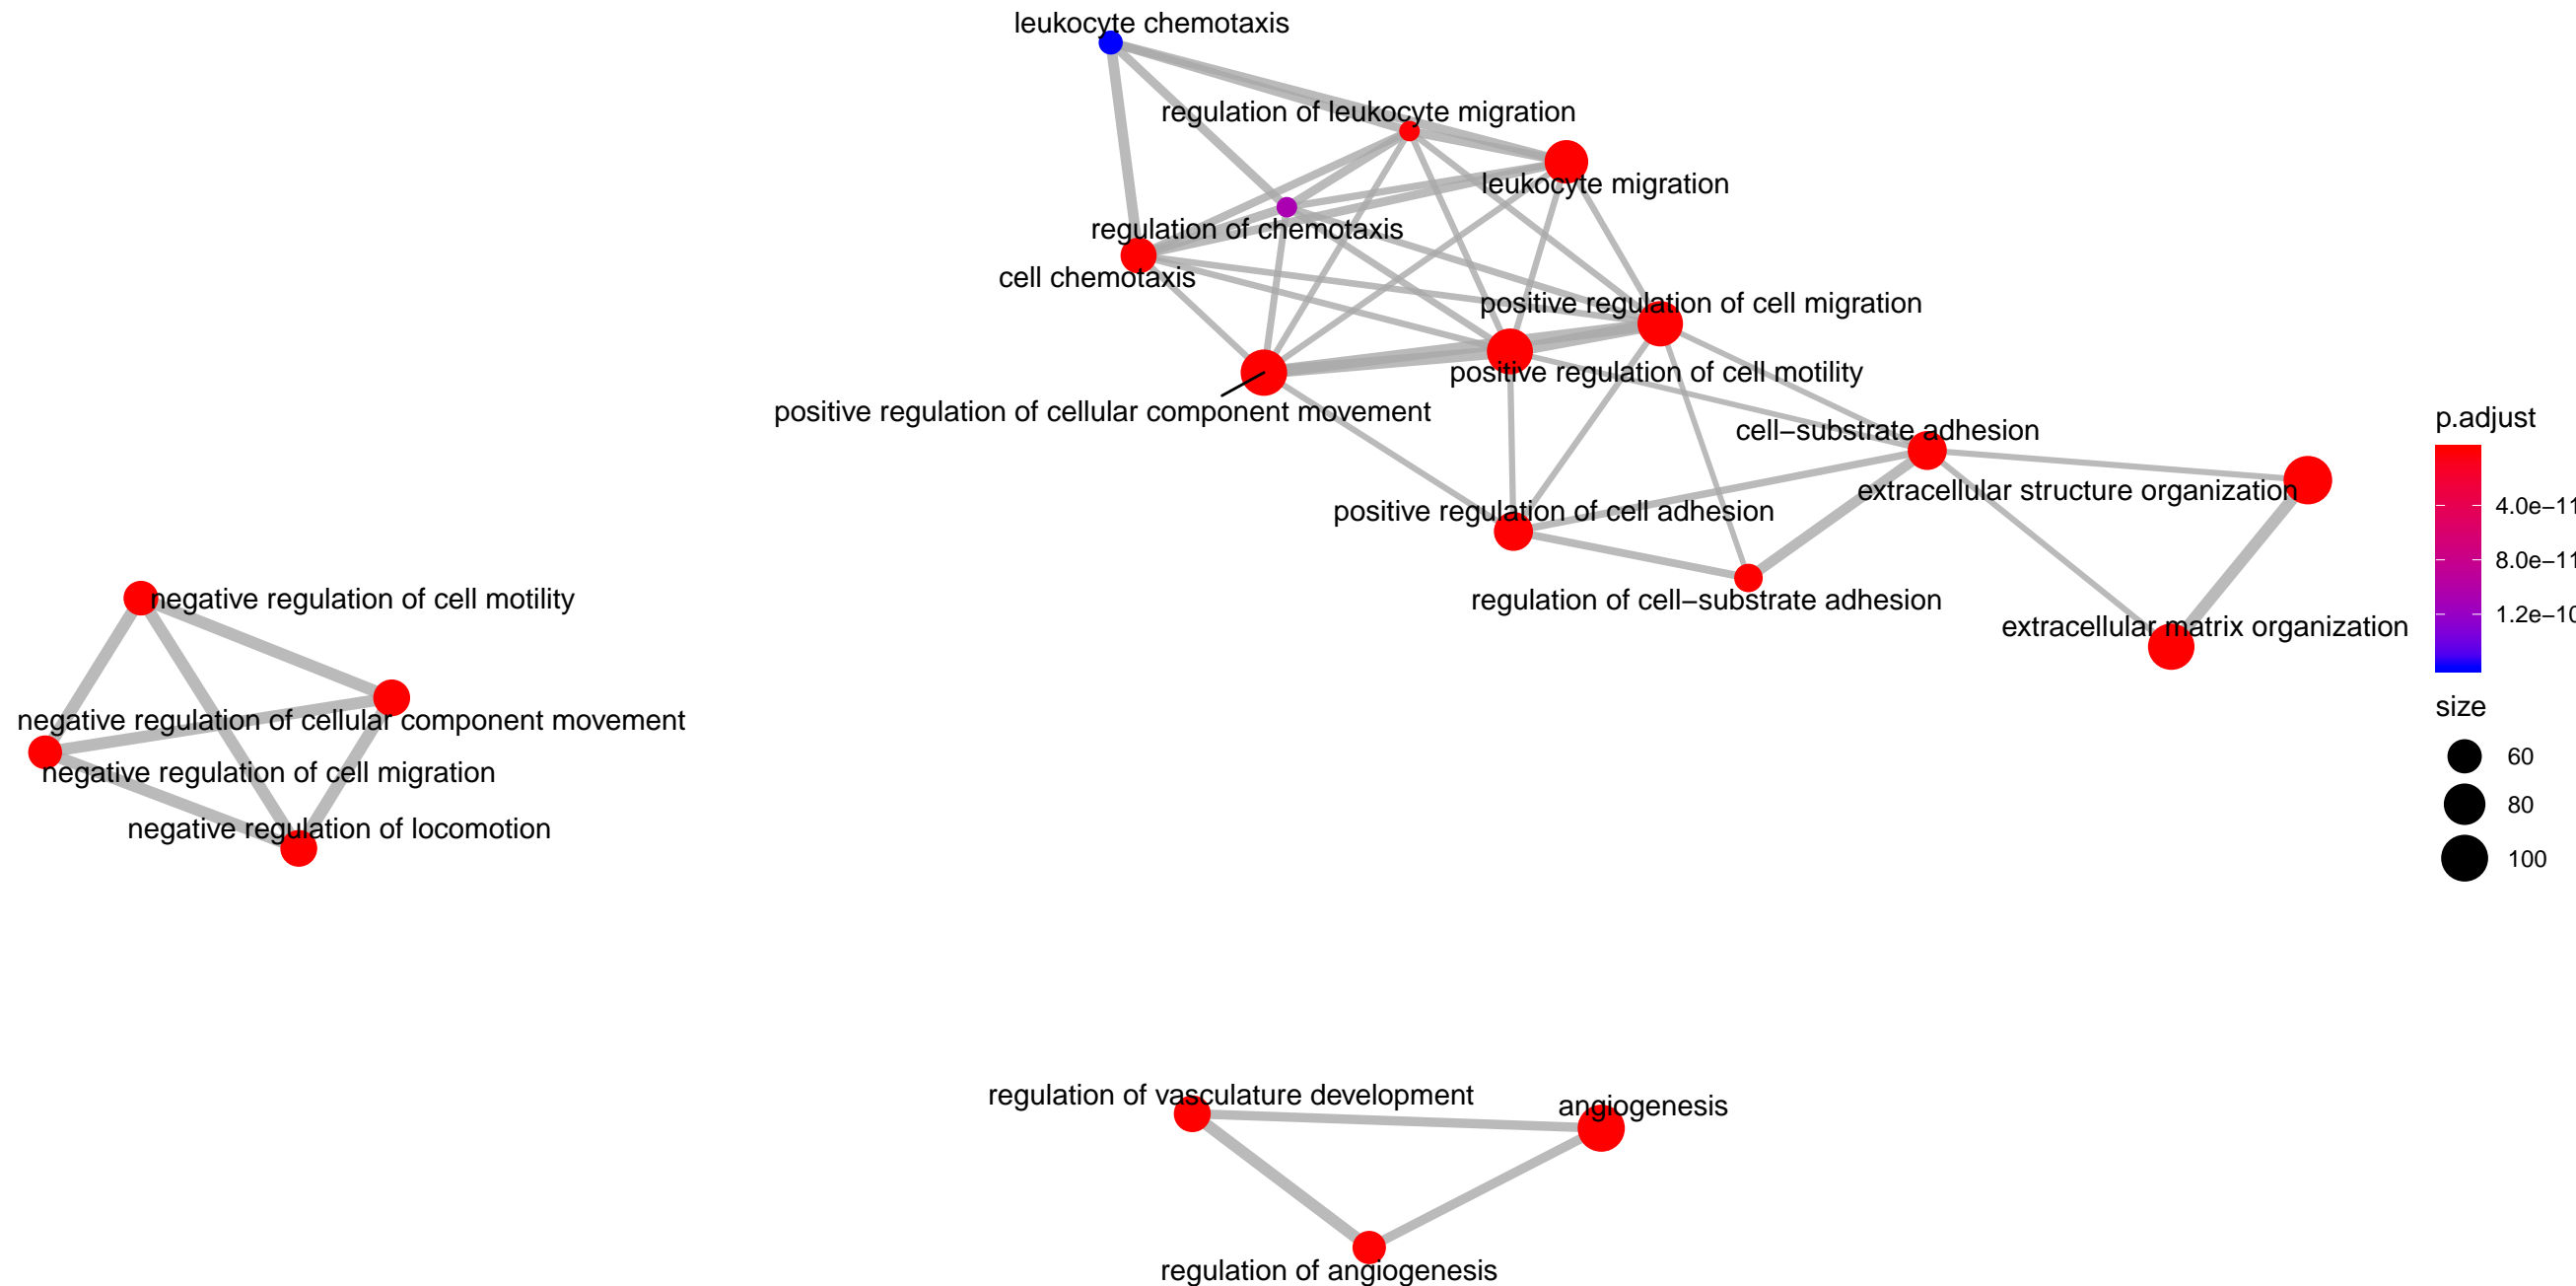 leukocyte chemotaxis
regulation of leukocyte migration
leukocyte migration
regulation of chemotaxis
cell chemotaxis
positive regulation of cell migration
positive regulation of cell motility
positive regulation of cellular component movement
cell−substrate adhesion
extracellular structure organization
positive regulation of cell adhesion
regulation of cell−substrate adhesion
extracellular matrix organization
negative regulation of cell motility
negative regulation of cellular component movement
negative regulation of cell migration
negative regulation of locomotion
regulation of vasculature development
angiogenesis
regulation of angiogenesis
p.adjust
4.0e−11
8.0e−11
1.2e−10
size
60
80
100